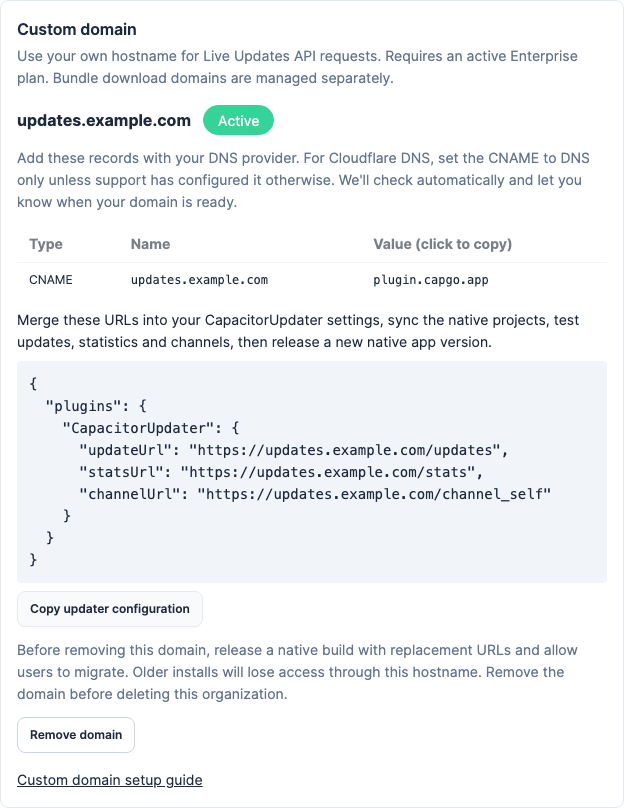 Custom domain
Use your own hostname for Live Updates API requests. Requires an active Enterprise
plan. Bundle download domains are managed separately.
updates.example.com Active
Add these records with your DNS provider. For Cloudflare DNS, set the CNAME to DNS
only unless support has configured it otherwise. We'll check automatically and let you
know when your domain is ready.
Type Name Value (click to copy)
CNAME updates.example.com plugin.capgo.app
Merge these URLs into your CapacitorUpdater settings, sync the native projects, test
updates, statistics and channels, then release a new native app version.
{
  "plugins": {
    "CapacitorUpdater": {
      "updateUrl": "https://updates.example.com/updates",
      "statsUrl": "https://updates.example.com/stats",
      "channelUrl": "https://updates.example.com/channel_self"
    }
  }
}
Copy updater configuration
Before removing this domain, release a native build with replacement URLs and allow
users to migrate. Older installs will lose access through this hostname. Remove the
domain before deleting this organization.
Remove domain
Custom domain setup guide